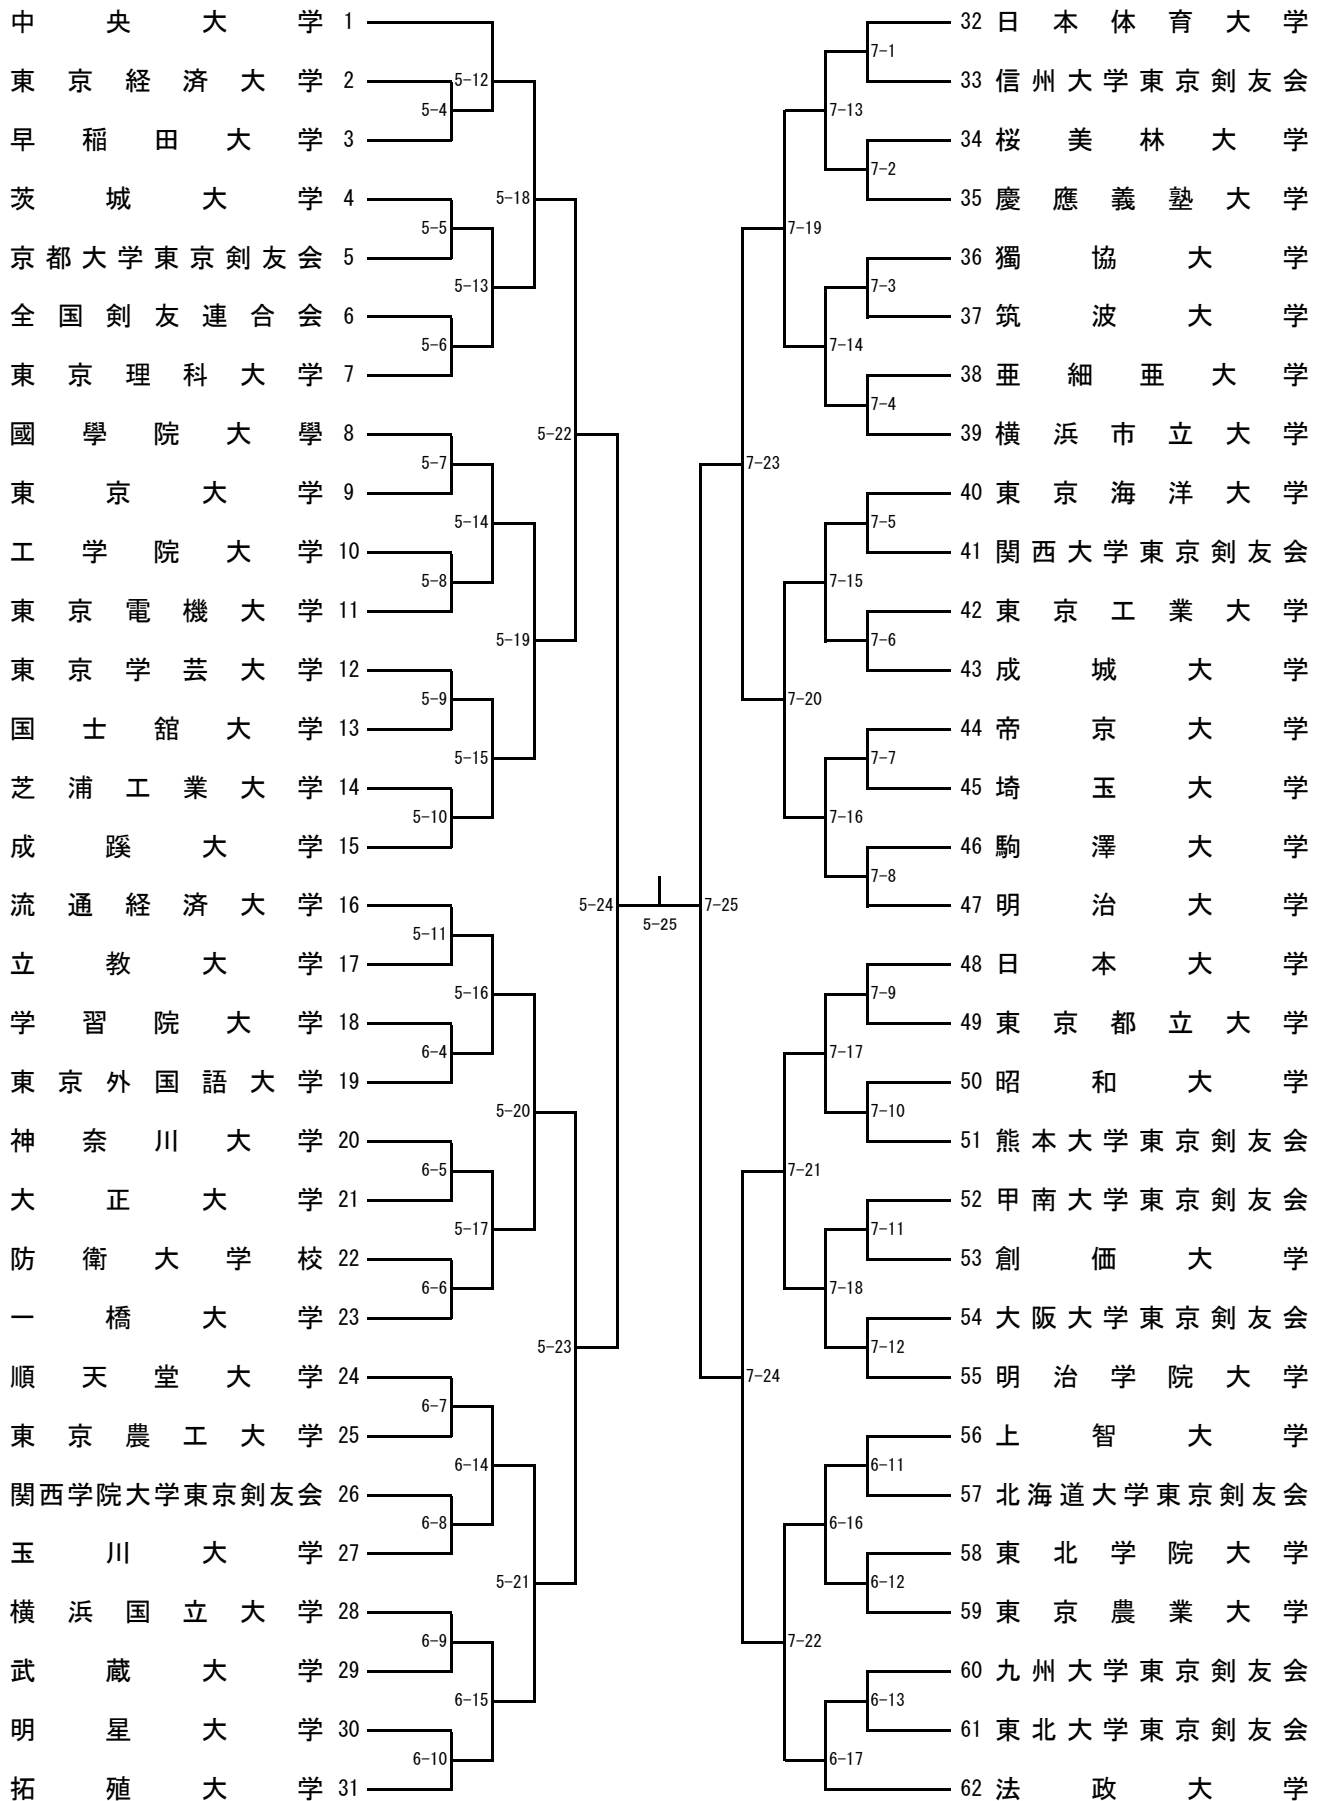 中央大学 1
東京経済大学 2
早稲田大学 3
茨城大学 4
京都大学東京剣友会 5
全国剣友連合会 6
東京理科大学 7
國學院大學 8
東京大学 9
工学院大学 10
東京電機大学 11
東京学芸大学 12
国士舘大学 13
芝浦工業大学 14
成蹊大学 15
流通経済大学 16
立教大学 17
学習院大学 18
東京外国語大学 19
神奈川大学 20
大正大学 21
防衛大学校 22
一橋大学 23
順天堂大学 24
東京農工大学 25
関西学院大学東京剣友会 26
玉川大学 27
横浜国立大学 28
武蔵大学 29
明星大学 30
拓殖大学 31
5-4
5-5
5-6
5-7
5-8
5-9
5-10
5-11
6-4
6-5
6-6
6-7
6-8
6-9
6-10
5-12
5-13
5-14
5-15
5-16
5-17
6-14
6-15
5-18
5-19
5-20
5-21
5-22
5-23
5-24
5-25
7-25
7-23
7-24
7-19
7-20
7-21
7-22
7-13
7-14
7-15
7-16
7-17
7-18
6-16
6-17
7-1
7-2
7-3
7-4
7-5
7-6
7-7
7-8
7-9
7-10
7-11
7-12
6-11
6-12
6-13
32 日本体育大学
33 信州大学東京剣友会
34 桜美林大学
35 慶應義塾大学
36 獨協大学
37 筑波大学
38 亜細亜大学
39 横浜市立大学
40 東京海洋大学
41 関西大学東京剣友会
42 東京工業大学
43 成城大学
44 帝京大学
45 埼玉大学
46 駒澤大学
47 明治大学
48 日本大学
49 東京都立大学
50 昭和大学
51 熊本大学東京剣友会
52 甲南大学東京剣友会
53 創価大学
54 大阪大学東京剣友会
55 明治学院大学
56 上智大学
57 北海道大学東京剣友会
58 東北学院大学
59 東京農業大学
60 九州大学東京剣友会
61 東北大学東京剣友会
62 法政大学